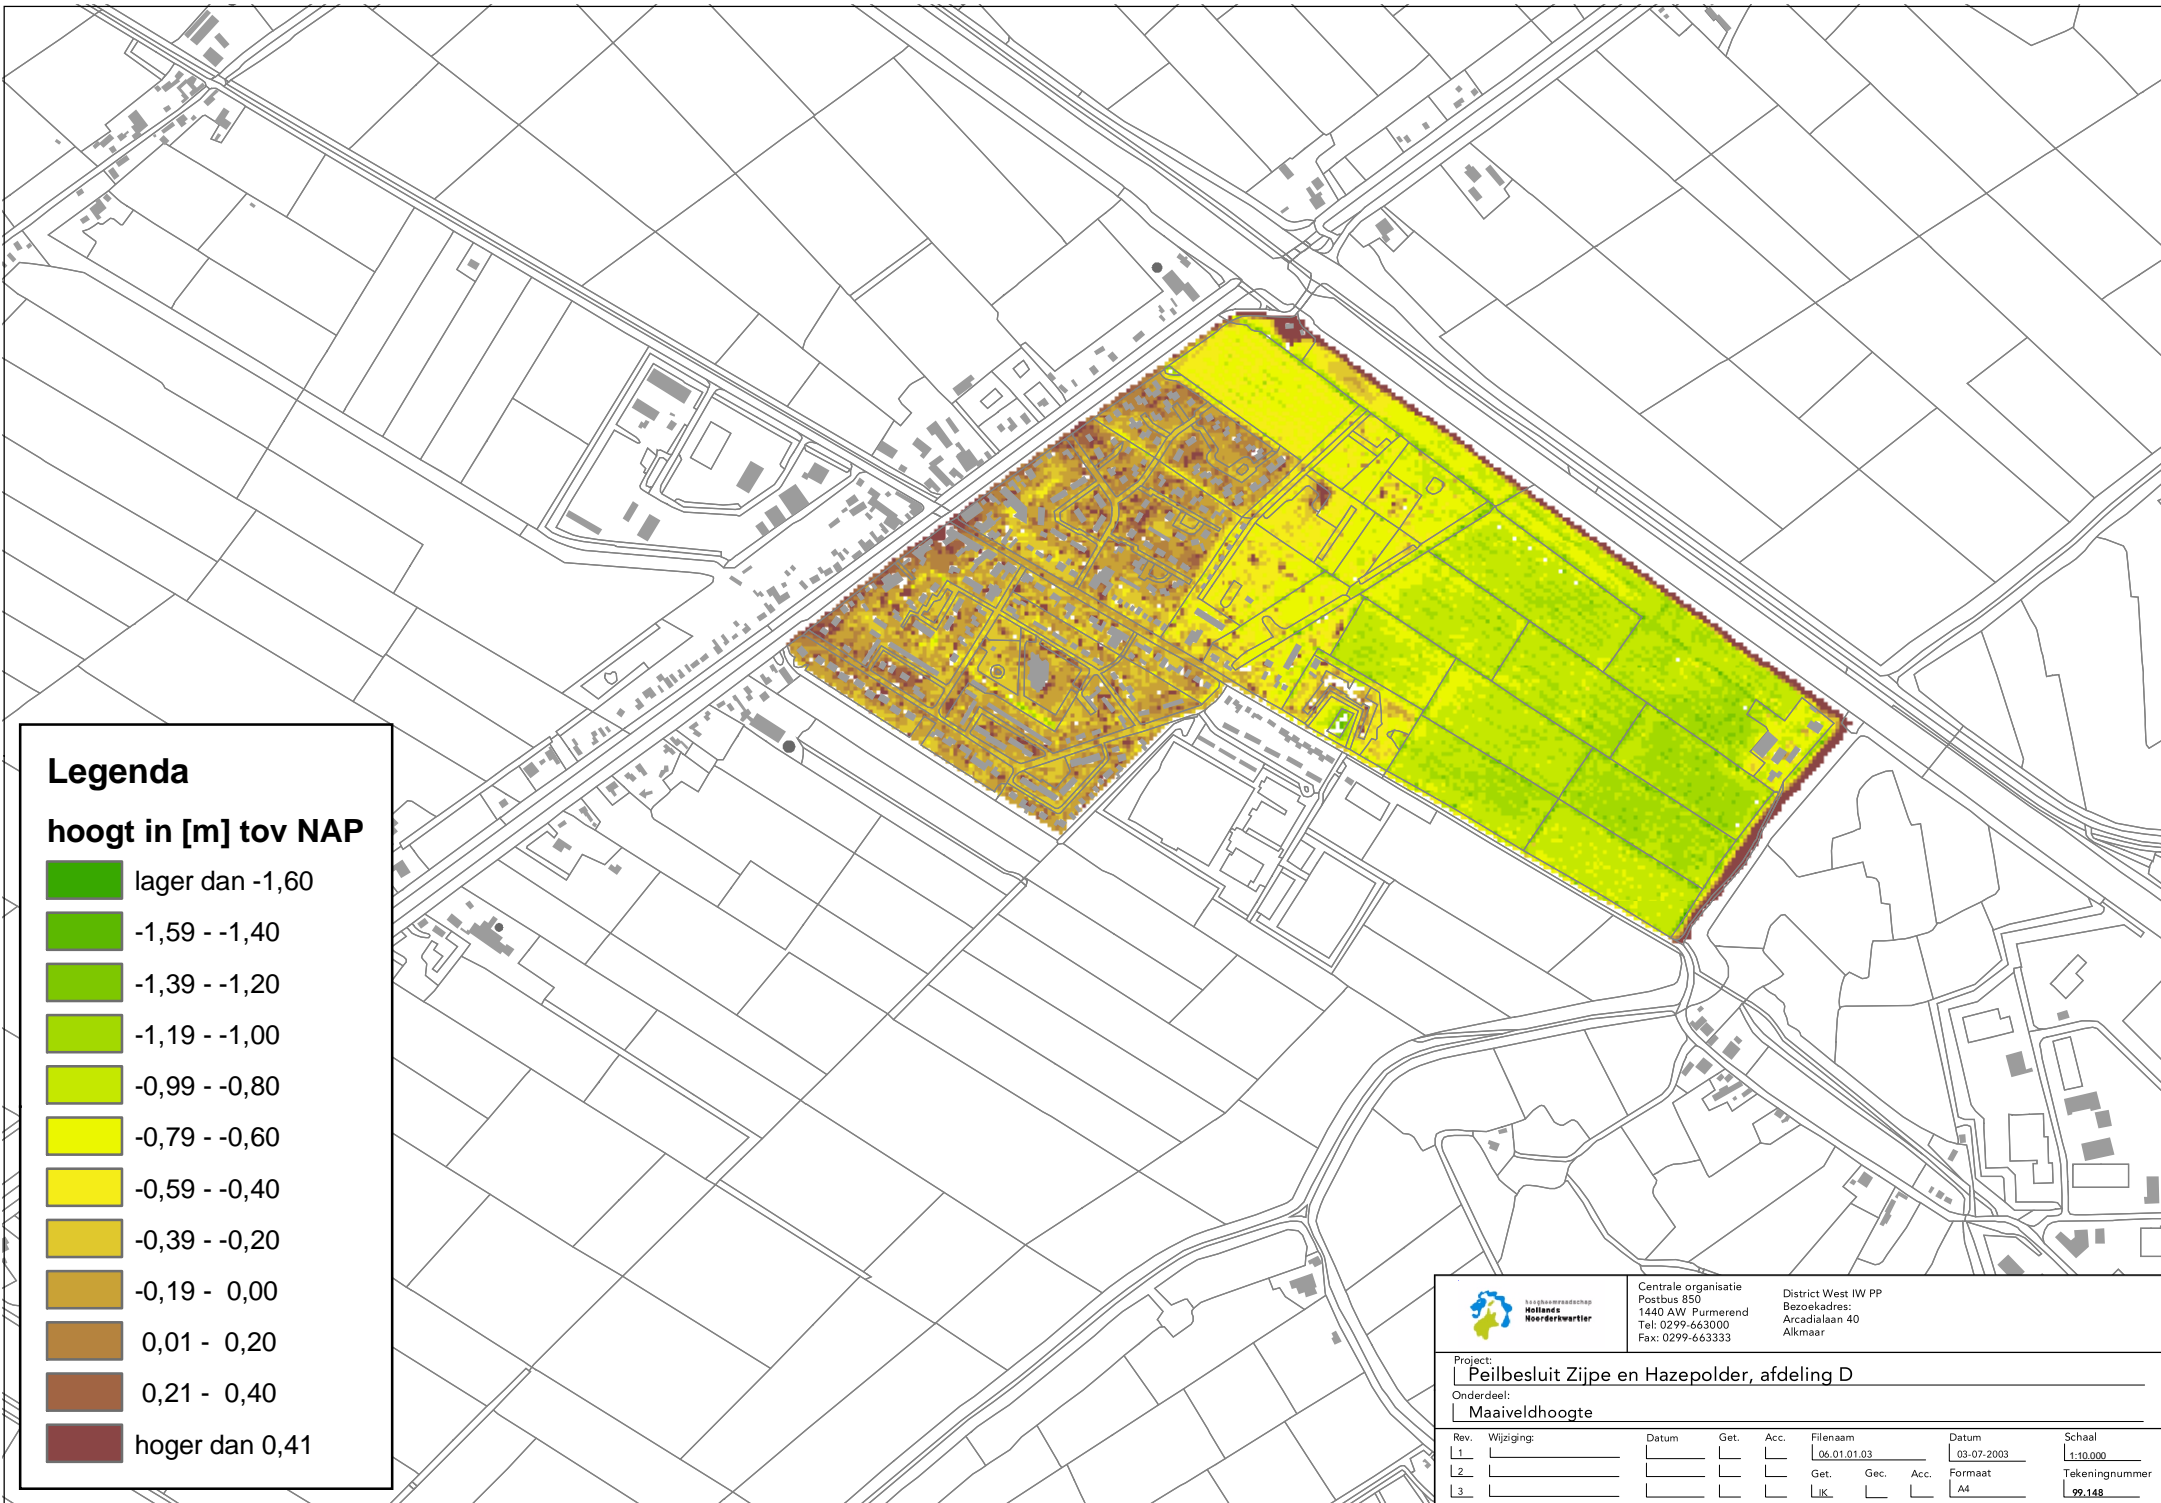 Legenda
hoogt in [m] tov NAP
lager dan -1,60
-1,59 - -1,40
-1,39 - -1,20
-1,19 - -1,00
-0,99 - -0,80
-0,79 - -0,60
-0,59 - -0,40
-0,39 - -0,20
-0,19 - 0,00
0,01 - 0,20
0,21 - 0,40
hoger dan 0,41
hoogheemraadschap
Hollands
Noorderkwartier
Centrale organisatie
Postbus 850
1440 AW Purmerend
Tel: 0299-663000
Fax: 0299-663333
District West IW PP
Bezoekadres:
Arcadialaan 40
Alkmaar
Project:
Peilbesluit Zijpe en Hazepolder, afdeling D
Onderdeel:
Maaiveldhoogte
Rev. Wijziging: Datum Get. Acc. Filenaam Datum Schaal
1 06.01.01.03 03-07-2003 1:10.000
2 Get. Gec. Acc. Formaat Tekeningnummer
3 IK A4 99.148